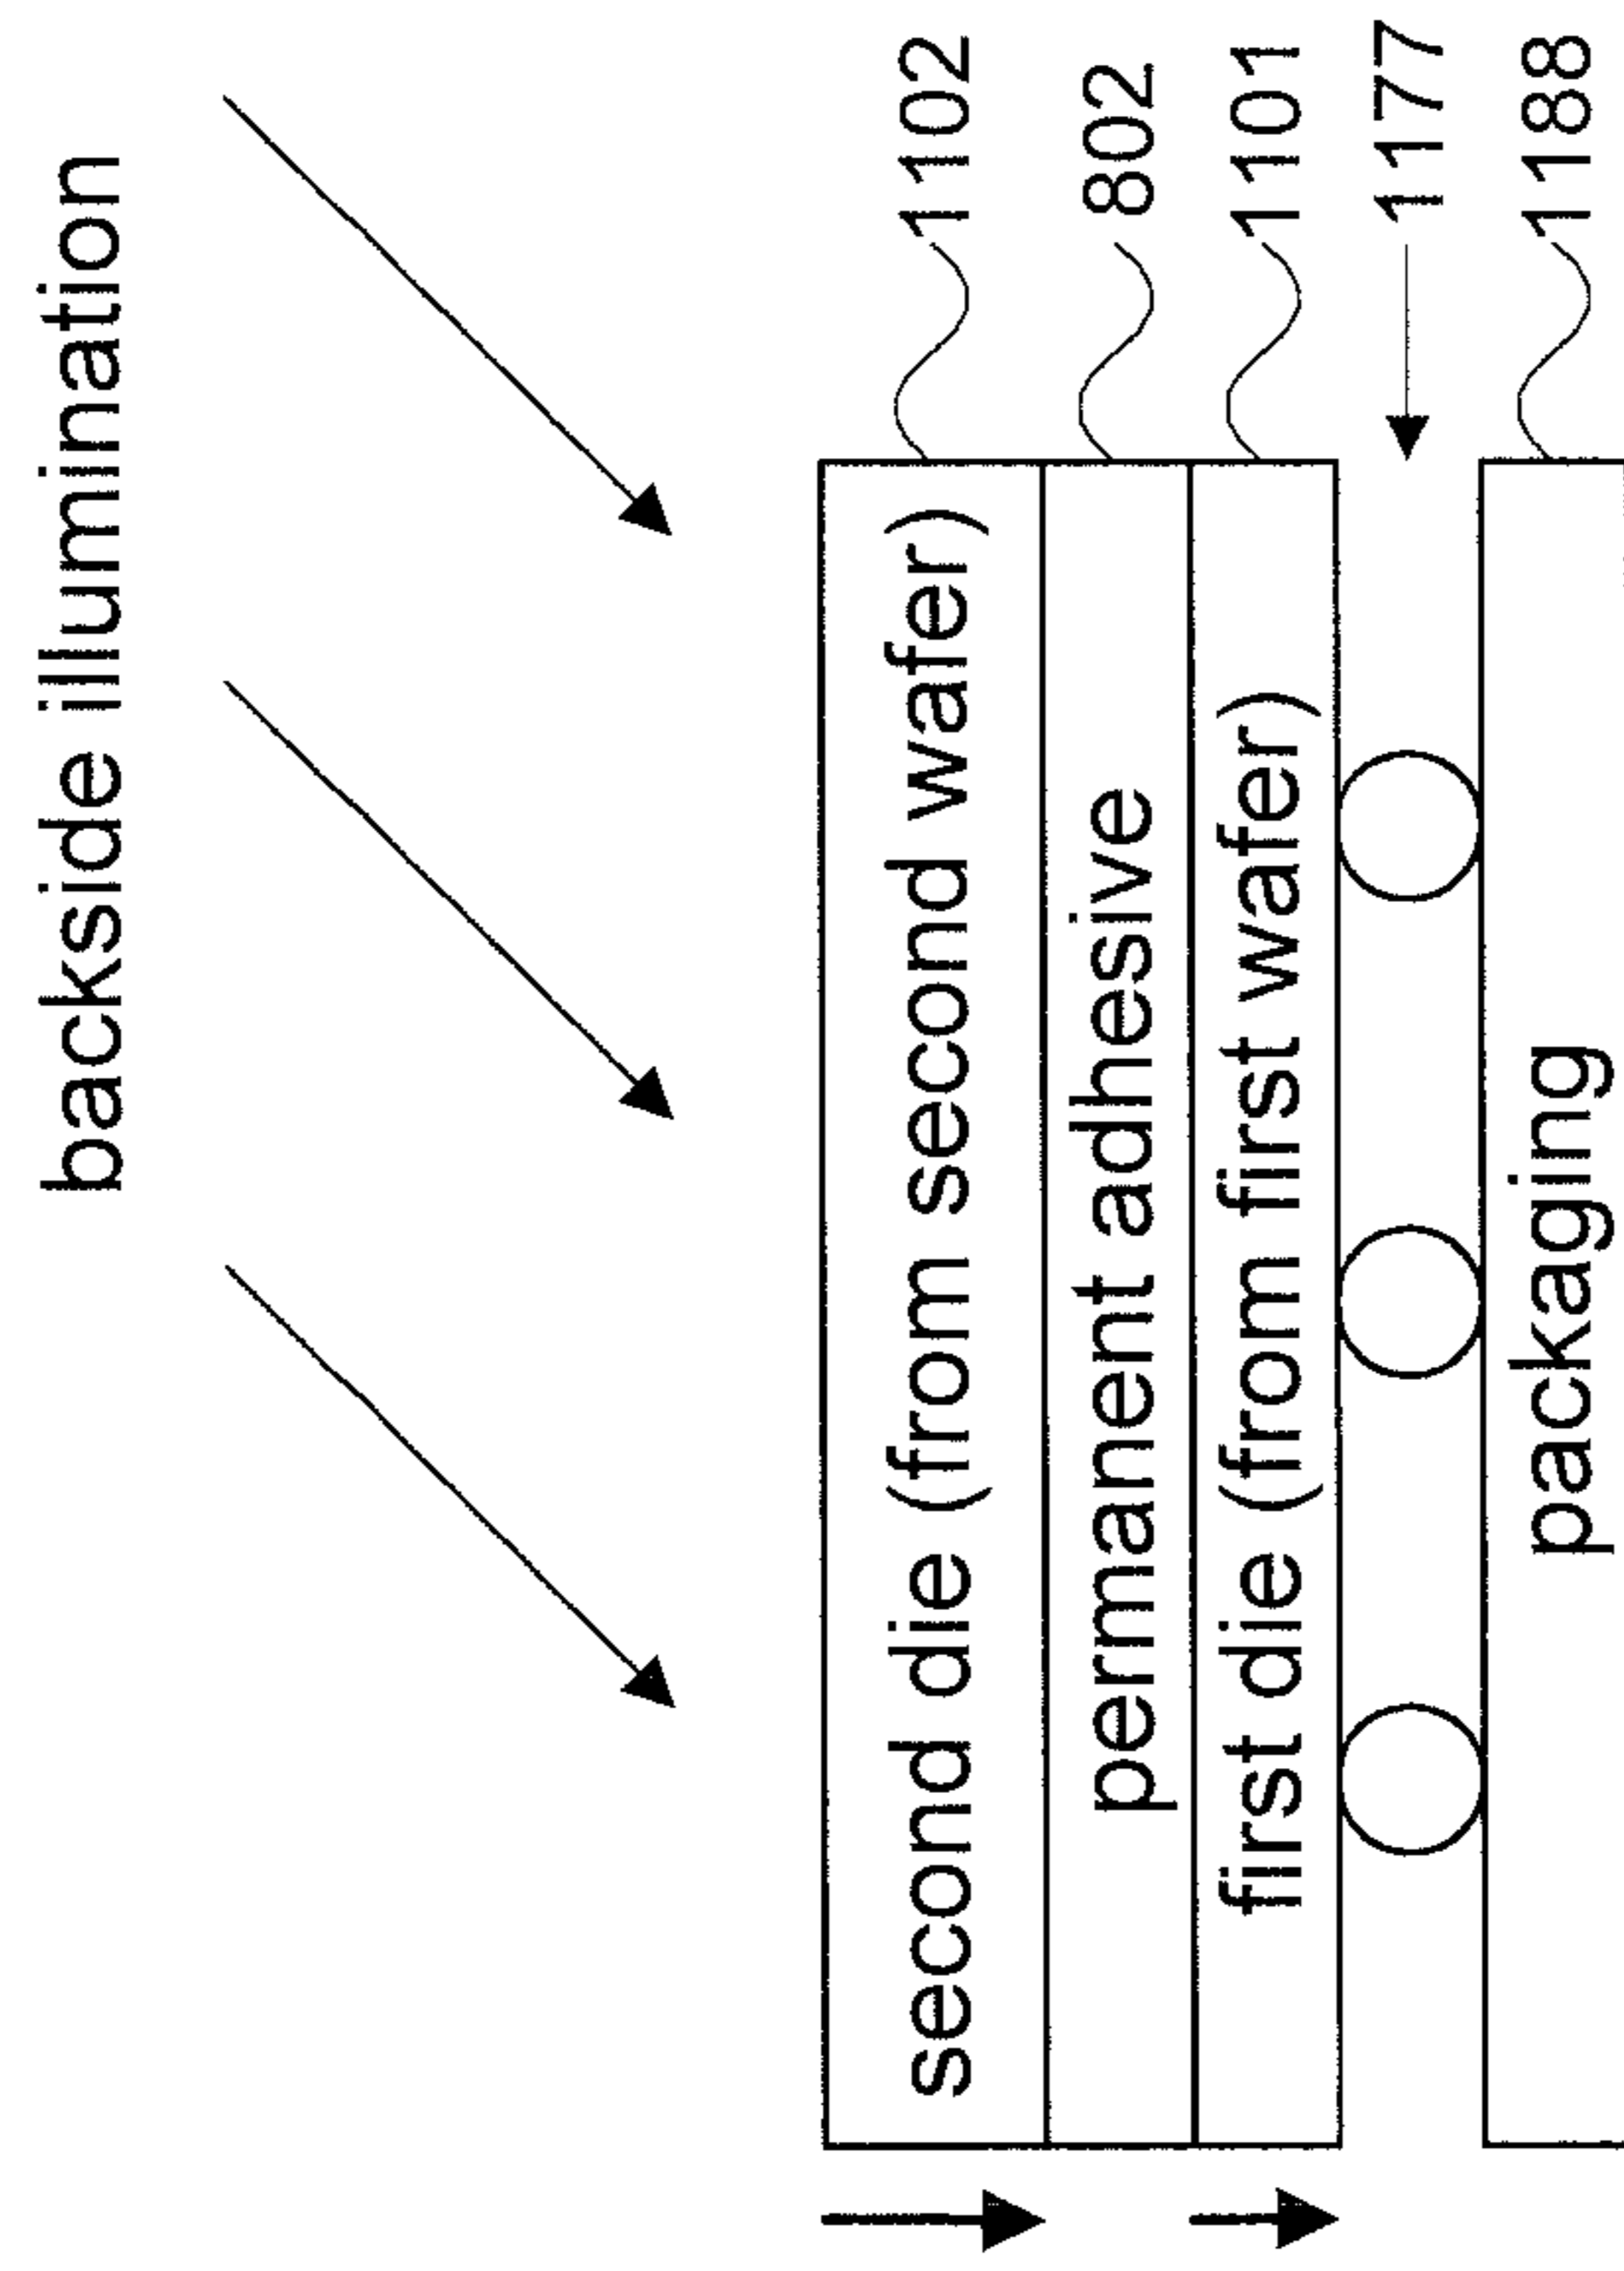 backside illumination
second die (from second wafer)
1102
permanent adhesive
802
first die (from first wafer)
1101
1177
packaging
1188